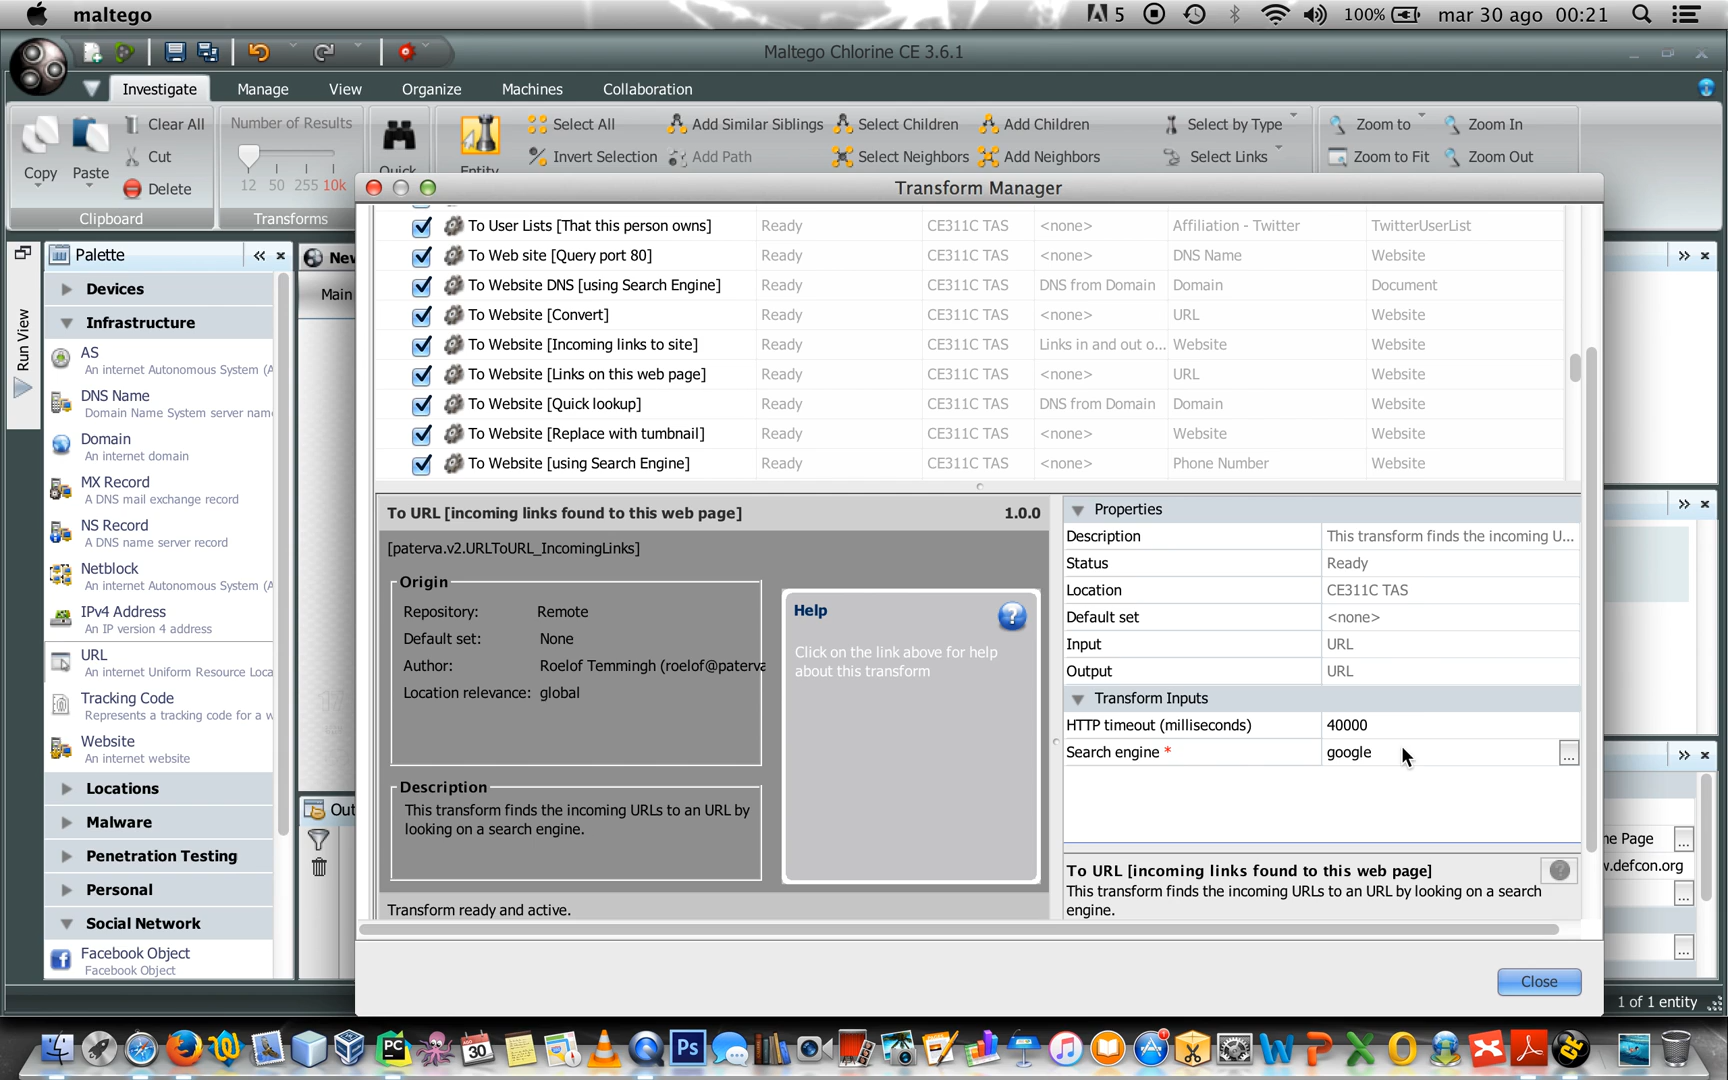 maltego
5
100%
mar 30 ago 00:21
Maltego Chlorine CE 3.6.1
Investigate
Manage
View
Organize
Machines
Collaboration
Copy
Paste
Clear All
Cut
Delete
Clipboard
Number of Results
12 50 255 10k
Transforms
Quick
Entity
Select All
Invert Selection
Add Similar Siblings
Add Path
Select Children
Select Neighbors
Add Children
Add Neighbors
Select by Type
Select Links
Zoom to
Zoom to Fit
Zoom In
Zoom Out
Run View
Palette
Devices
Infrastructure
AS
An internet Autonomous System (A
DNS Name
Domain Name System server name
Domain
An internet domain
MX Record
A DNS mail exchange record
NS Record
A DNS name server record
Netblock
An internet Autonomous System (A
IPv4 Address
An IP version 4 address
URL
An internet Uniform Resource Loca
Tracking Code
Represents a tracking code for a w
Website
An internet website
Locations
Malware
Penetration Testing
Personal
Social Network
Facebook Object
Facebook Object
New
Main
Out
Transform Manager
To User Lists [That this person owns] Ready CE311C TAS <none> Affiliation - Twitter TwitterUserList
To Web site [Query port 80] Ready CE311C TAS <none> DNS Name Website
To Website DNS [using Search Engine] Ready CE311C TAS DNS from Domain Domain Document
To Website [Convert] Ready CE311C TAS <none> URL Website
To Website [Incoming links to site] Ready CE311C TAS Links in and out o... Website Website
To Website [Links on this web page] Ready CE311C TAS <none> URL Website
To Website [Quick lookup] Ready CE311C TAS DNS from Domain Domain Website
To Website [Replace with tumbnail] Ready CE311C TAS <none> Website Website
To Website [using Search Engine] Ready CE311C TAS <none> Phone Number Website
To URL [incoming links found to this web page] 1.0.0
[paterva.v2.URLToURL_IncomingLinks]
Origin
Repository: Remote
Default set: None
Author: Roelof Temmingh (roelof@paterva
Location relevance: global
Description
This transform finds the incoming URLs to an URL by
looking on a search engine.
Help
Click on the link above for help
about this transform
Transform ready and active.
Properties
Description This transform finds the incoming U...
Status Ready
Location CE311C TAS
Default set <none>
Input URL
Output URL
Transform Inputs
HTTP timeout (milliseconds) 40000
Search engine * google ...
To URL [incoming links found to this web page]
This transform finds the incoming URLs to an URL by looking on a search
engine.
Close
me Page ...
w.defcon.org
...
...
1 of 1 entity
AUG
30
Ps
PC
W
P
X
O